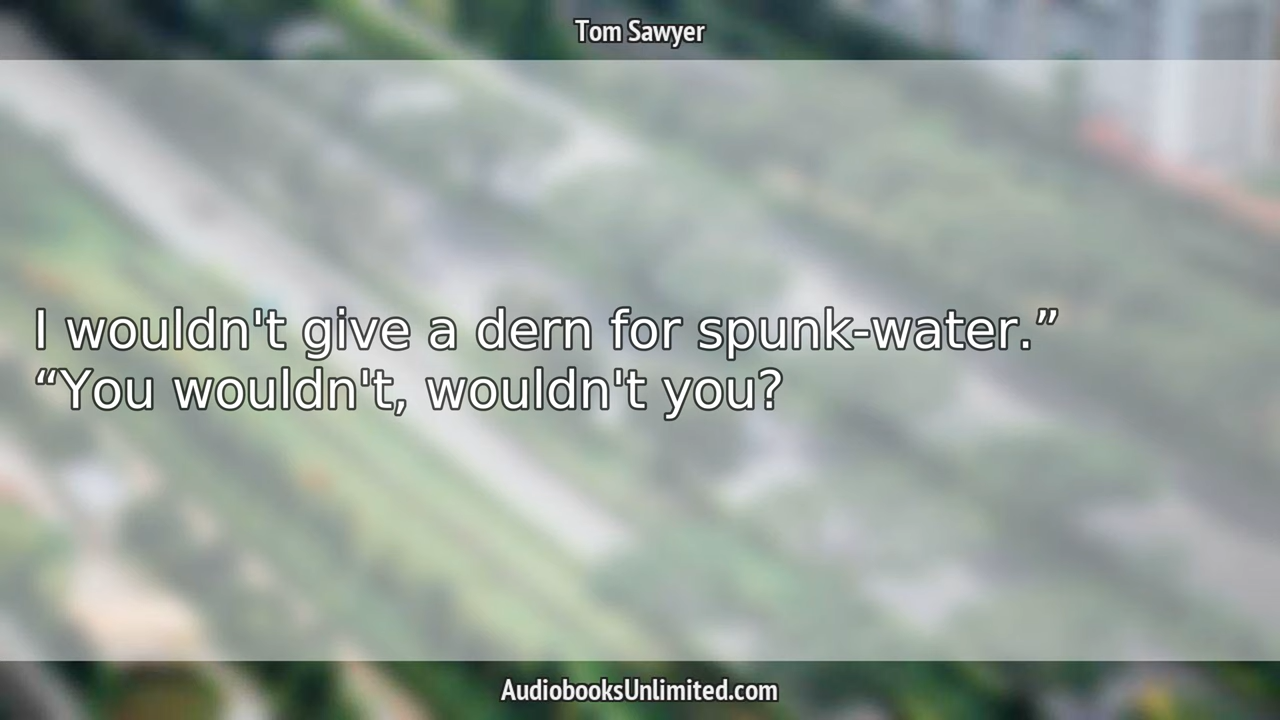 Tom Sawyer
I wouldn't give a dern for spunk-water.”
“You wouldn't, wouldn't you?
AudiobooksUnlimited.com